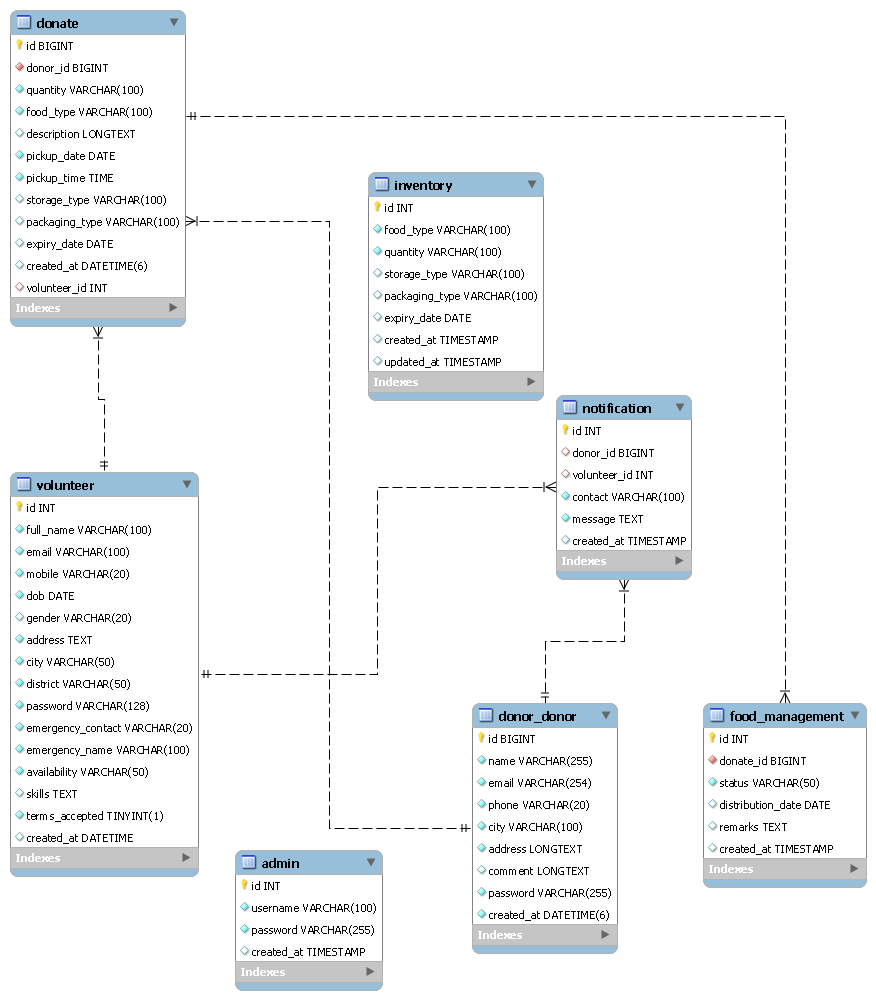 donate
id BIGINT
donor_id BIGINT
quantity VARCHAR(100)
food_type VARCHAR(100)
description LONGTEXT
pickup_date DATE
pickup_time TIME
storage_type VARCHAR(100)
packaging_type VARCHAR(100)
expiry_date DATE
created_at DATETIME(6)
volunteer_id INT
Indexes
inventory
id INT
food_type VARCHAR(100)
quantity VARCHAR(100)
storage_type VARCHAR(100)
packaging_type VARCHAR(100)
expiry_date DATE
created_at TIMESTAMP
updated_at TIMESTAMP
Indexes
notification
id INT
donor_id BIGINT
volunteer_id INT
contact VARCHAR(100)
message TEXT
created_at TIMESTAMP
Indexes
volunteer
id INT
full_name VARCHAR(100)
email VARCHAR(100)
mobile VARCHAR(20)
dob DATE
gender VARCHAR(20)
address TEXT
city VARCHAR(50)
district VARCHAR(50)
password VARCHAR(128)
emergency_contact VARCHAR(20)
emergency_name VARCHAR(100)
availability VARCHAR(50)
skills TEXT
terms_accepted TINYINT(1)
created_at DATETIME
Indexes
donor_donor
id BIGINT
name VARCHAR(255)
email VARCHAR(254)
phone VARCHAR(20)
city VARCHAR(100)
address LONGTEXT
comment LONGTEXT
password VARCHAR(255)
created_at DATETIME(6)
Indexes
food_management
id INT
donate_id BIGINT
status VARCHAR(50)
distribution_date DATE
remarks TEXT
created_at TIMESTAMP
Indexes
admin
id INT
username VARCHAR(100)
password VARCHAR(255)
created_at TIMESTAMP
Indexes